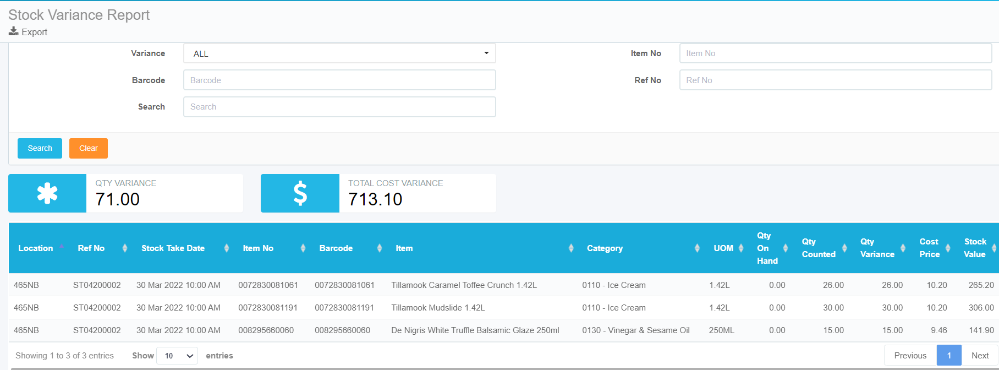 Stock Variance Report
Export
Variance ALL Item No Item No
Barcode Barcode Ref No Ref No
Search Search
Search Clear
QTY VARIANCE
71.00
TOTAL COST VARIANCE
713.10
Location Ref No Stock Take Date Item No Barcode Item Category UOM Qty On Hand Qty Counted Qty Variance Cost Price Stock Value
465NB ST04200002 30 Mar 2022 10:00 AM 0072830081061 0072830081061 Tillamook Caramel Toffee Crunch 1.42L 0110 - Ice Cream 1.42L 0.00 26.00 26.00 10.20 265.20
465NB ST04200002 30 Mar 2022 10:00 AM 0072830081191 0072830081191 Tillamook Mudslide 1.42L 0110 - Ice Cream 1.42L 0.00 30.00 30.00 10.20 306.00
465NB ST04200002 30 Mar 2022 10:00 AM 008295660060 008295660060 De Nigris White Truffle Balsamic Glaze 250ml 0130 - Vinegar & Sesame Oil 250ML 0.00 15.00 15.00 9.46 141.90
Showing 1 to 3 of 3 entries Show 10 entries Previous 1 Next